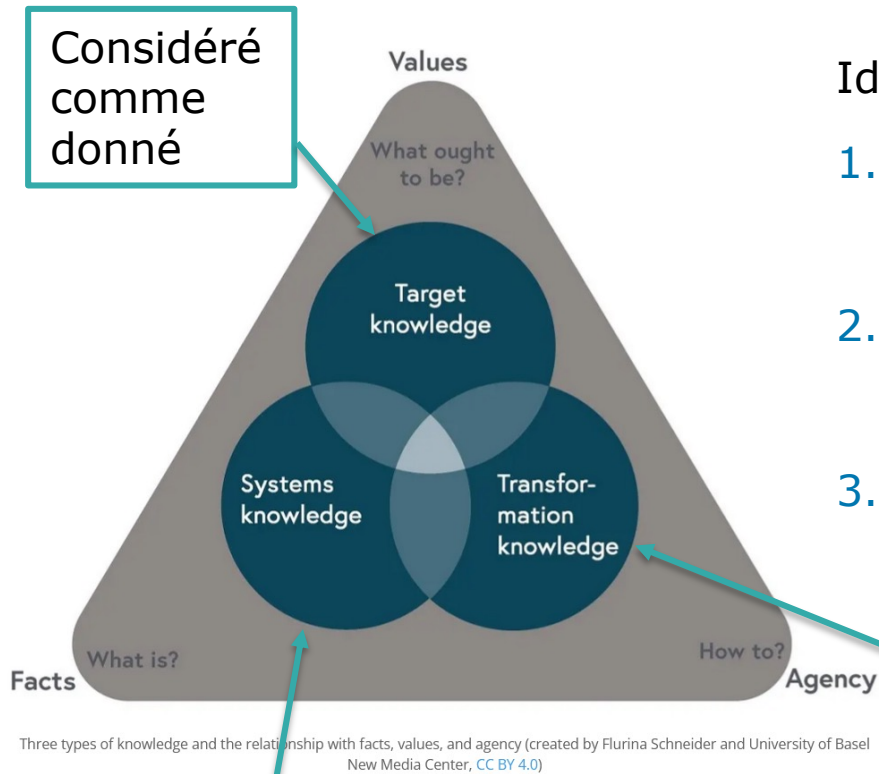 Considéré
comme
donné
Values
Id
What ought
to be?
1.
Target
knowledge
2.
Systems
knowledge
Transfor-
mation
knowledge
3.
What is?
How to?
Facts
Agency
Three types of knowledge and the relationship with facts, values, and agency (created by Flurina Schneider and University of Basel
New Media Center, CC BY 4.0)